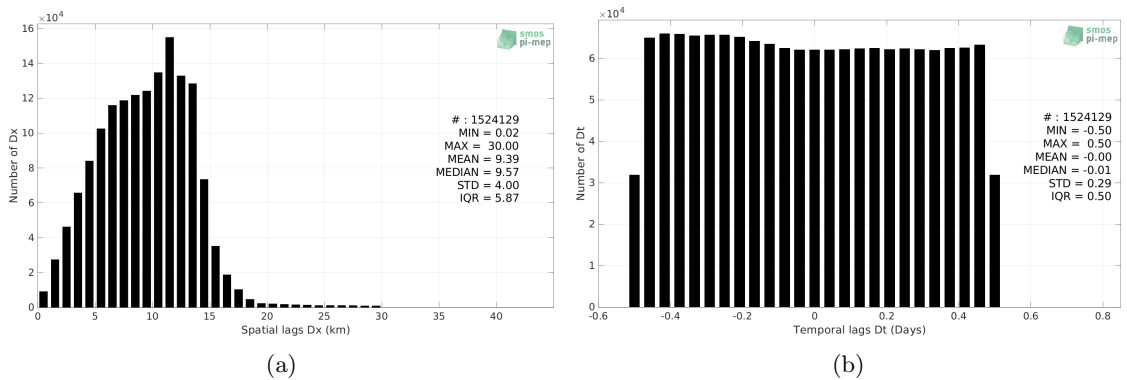 ×10⁴
16
14
12
10
8
6
4
2
0
Number of Dx
0 5 10 15 20 25 30 35 40
Spatial lags Dx (km)
smos
pi-mep
# : 1524129
MIN = 0.02
MAX = 30.00
MEAN = 9.39
MEDIAN = 9.57
STD = 4.00
IQR = 5.87
(a)
×10⁴
6
5
4
3
2
1
0
Number of Dt
-0.6 -0.4 -0.2 0 0.2 0.4 0.6 0.8
Temporal lags Dt (Days)
smos
pi-mep
# : 1524129
MIN = -0.50
MAX = 0.50
MEAN = -0.00
MEDIAN = -0.01
STD = 0.29
IQR = 0.50
(b)